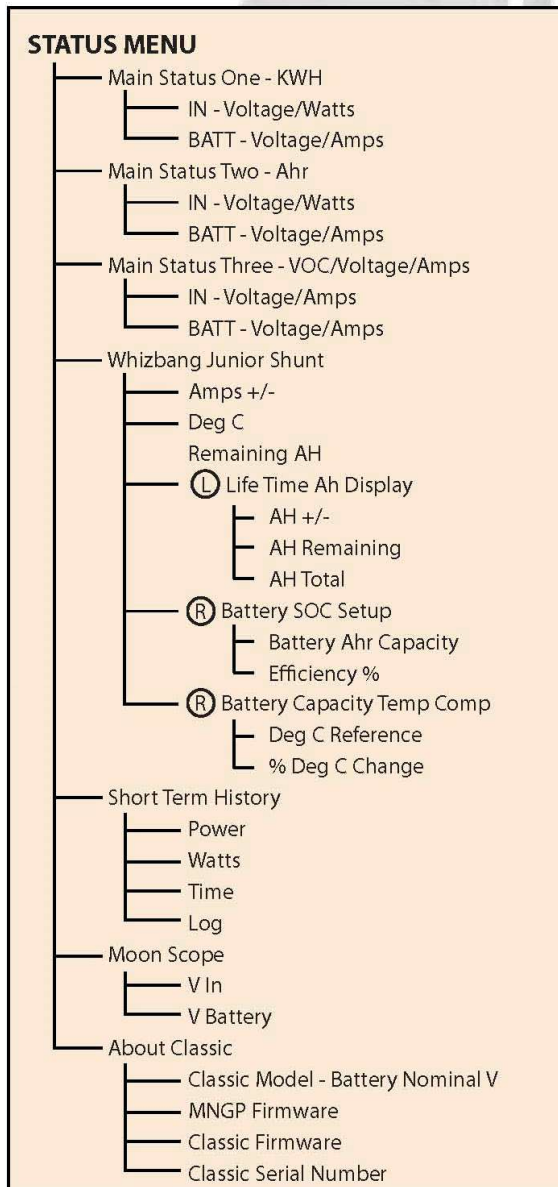 STATUS MENU
Main Status One - KWH
IN - Voltage/Watts
BATT - Voltage/Amps
Main Status Two - Ahr
IN - Voltage/Watts
BATT - Voltage/Amps
Main Status Three - VOC/Voltage/Amps
IN - Voltage/Amps
BATT - Voltage/Amps
Whizbang Junior Shunt
Amps +/-
Deg C
Remaining AH
L Life Time Ah Display
AH +/-
AH Remaining
AH Total
R Battery SOC Setup
Battery Ahr Capacity
Efficiency %
R Battery Capacity Temp Comp
Deg C Reference
% Deg C Change
Short Term History
Power
Watts
Time
Log
Moon Scope
V In
V Battery
About Classic
Classic Model - Battery Nominal V
MNGP Firmware
Classic Firmware
Classic Serial Number